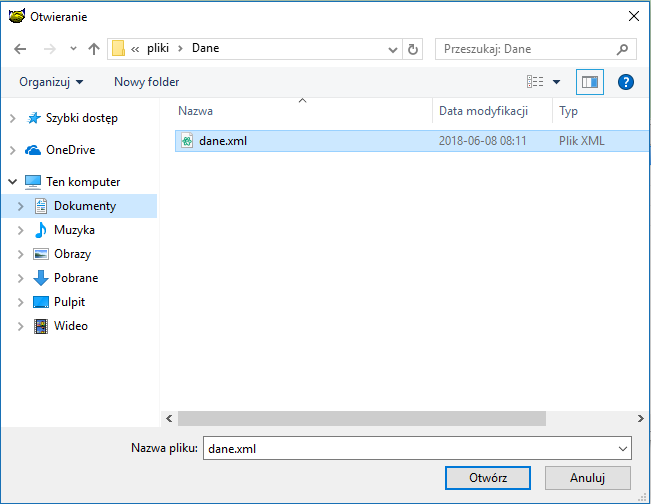 Otwieranie
« pliki > Dane
Przeszukaj: Dane
Organizuj
New folder
Nazwa
Data modyfikacji
Typ
dane.xml
2018-06-08 08:11
Plik XML
Szybki dostęp
OneDrive
Ten komputer
Dokumenty
Muzyka
Obrazy
Pobrane
Pulpit
Wideo
Nazwa pliku:
dane.xml
Otwórz
Anuluj